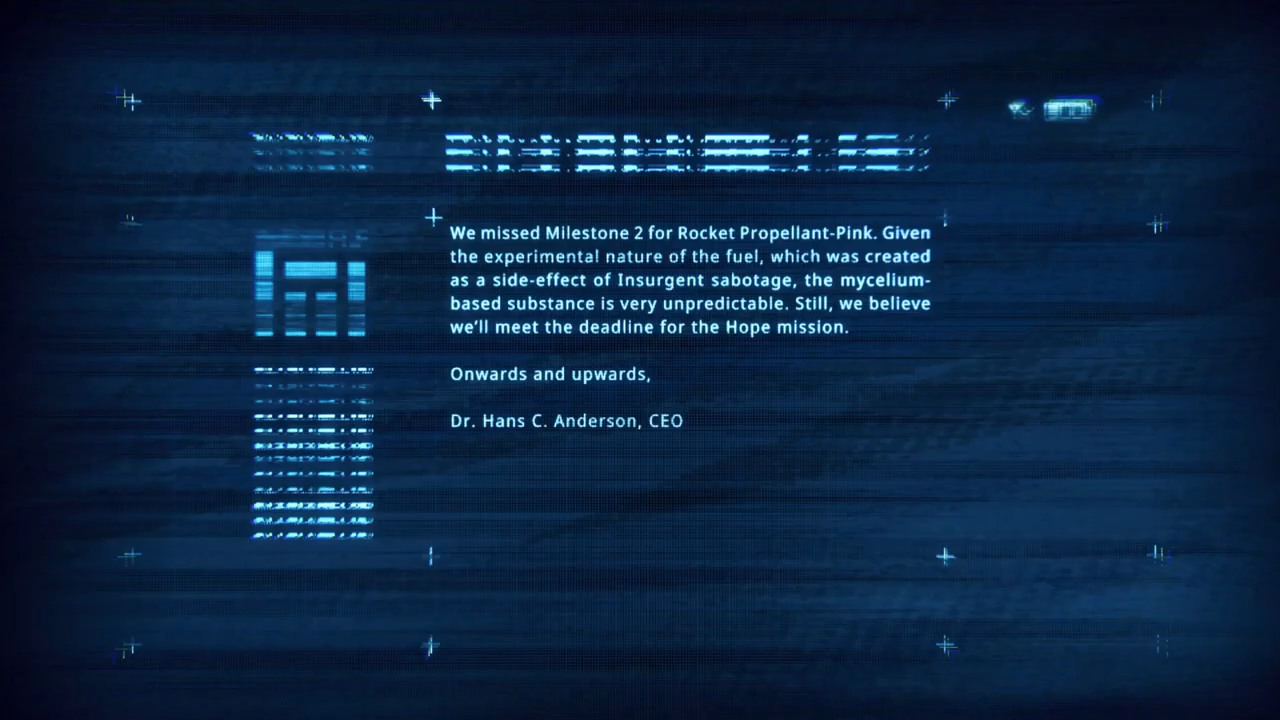 We missed Milestone 2 for Rocket Propellant-Pink. Given
the experimental nature of the fuel, which was created
as a side-effect of Insurgent sabotage, the mycelium-
based substance is very unpredictable. Still, we believe
we’ll meet the deadline for the Hope mission.
Onwards and upwards,
Dr. Hans C. Anderson, CEO